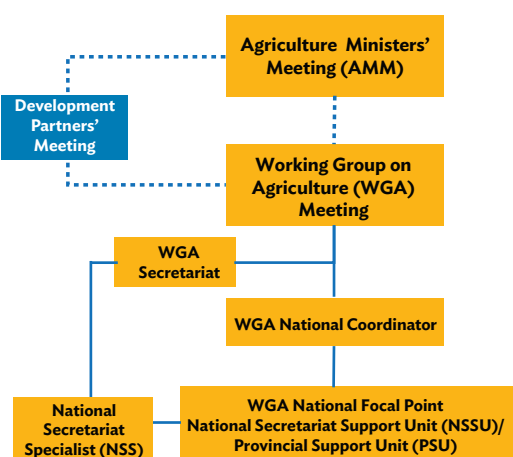 Agriculture Ministers’
Meeting (AMM)
Development
Partners’
Meeting
Working Group on
Agriculture (WGA)
Meeting
WGA
Secretariat
WGA National Coordinator
National
Secretariat
Specialist (NSS)
WGA National Focal Point
National Secretariat Support Unit (NSSU)/
Provincial Support Unit (PSU)